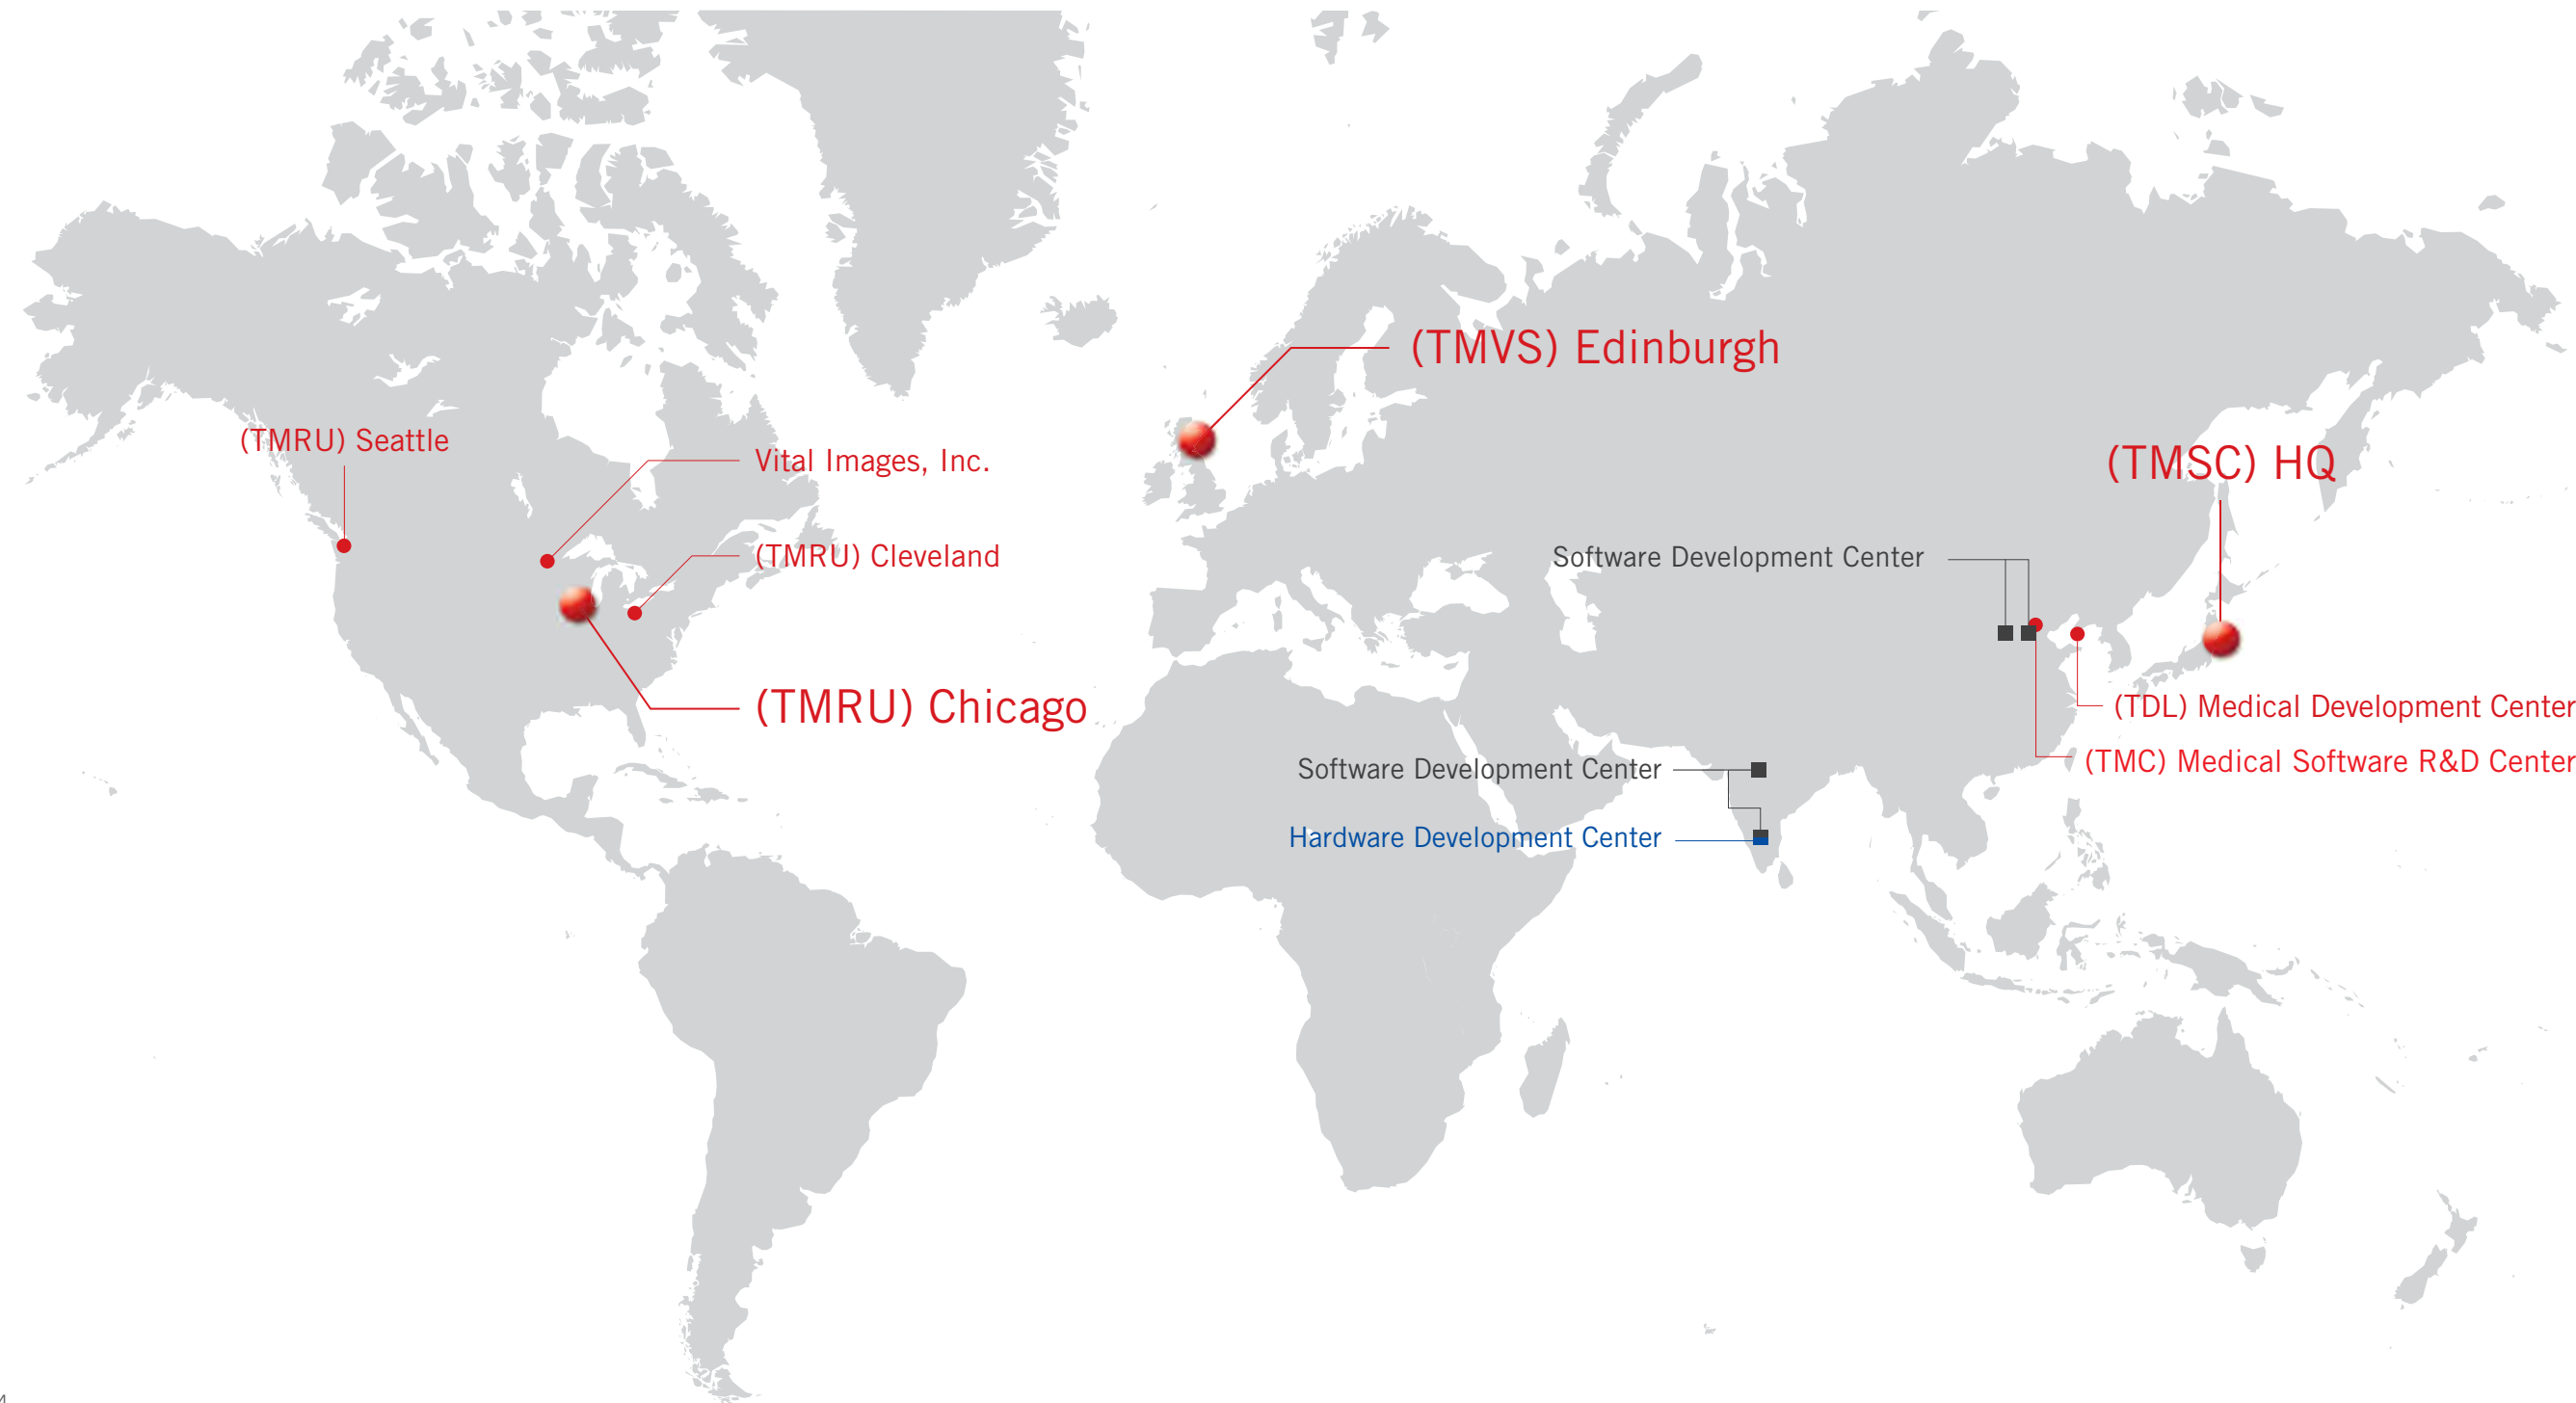 (TMVS) Edinburgh
(TMRU) Seattle
Vital Images, Inc.
(TMSC) HQ
(TMRU) Cleveland
Software Development Center
(TMRU) Chicago
(TDL) Medical Development Center
(TMC) Medical Software R&D Center
Software Development Center
Hardware Development Center